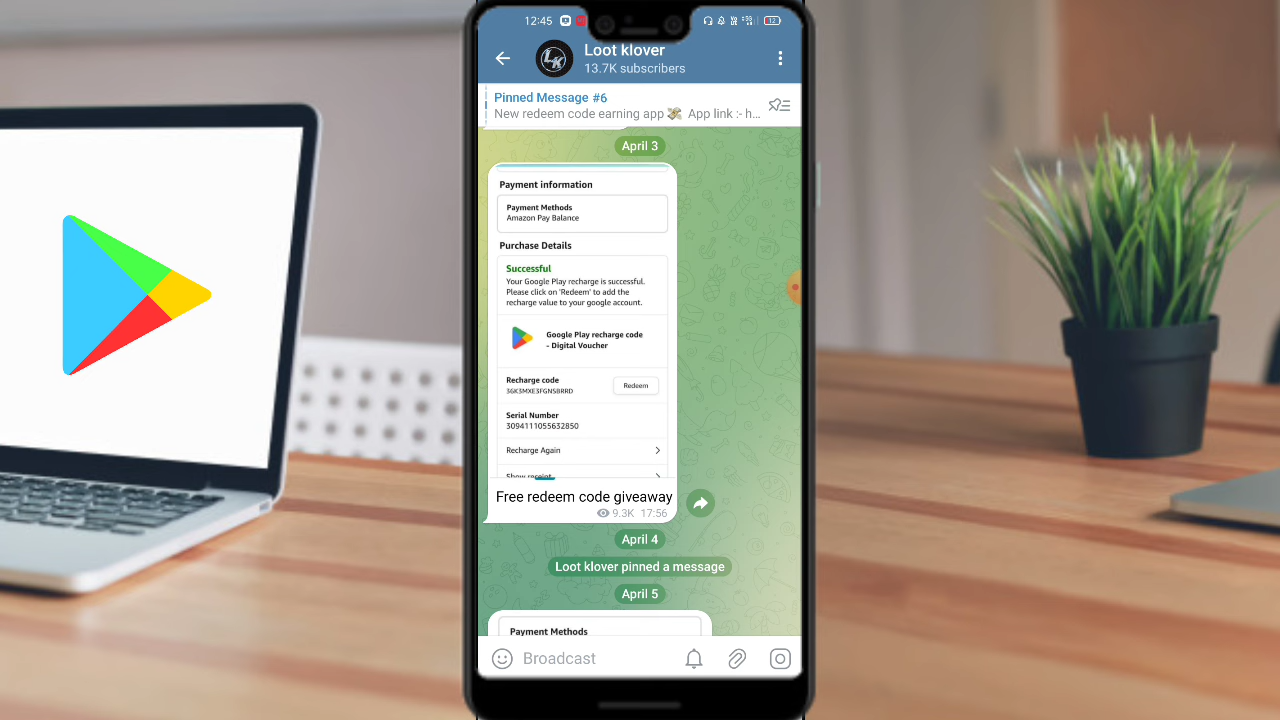 12:45
Loot klover
13.7K subscribers
Pinned Message #6
New redeem code earning app 💸 App link :- h...
April 3
Payment information
Payment Methods
Amazon Pay Balance
Purchase Details
Successful
Your Google Play recharge is successful.
Please click on 'Redeem' to add the
recharge value to your google account.
Google Play recharge code
- Digital Voucher
Recharge code
Redeem
Serial Number
3094111055632850
Recharge Again
Show receipt
Free redeem code giveaway
9.3K 17:56
April 4
Loot klover pinned a message
April 5
Payment Methods
Broadcast